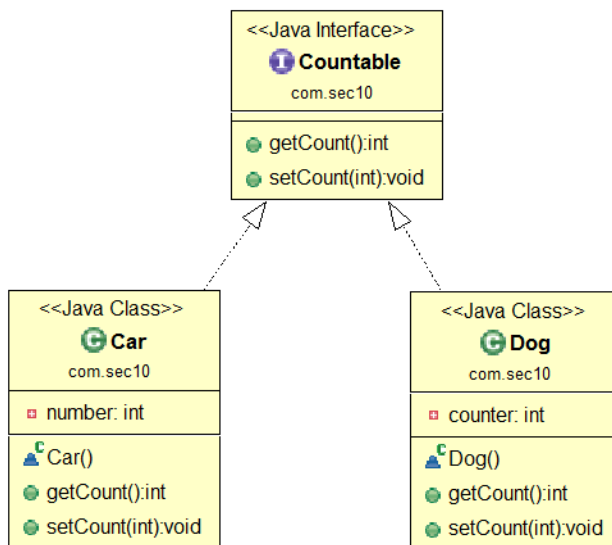 <<Java Interface>>
I Countable
com.sec10
getCount():int
setCount(int):void
<<Java Class>>
C Car
com.sec10
number: int
C Car()
getCount():int
setCount(int):void
<<Java Class>>
C Dog
com.sec10
counter: int
C Dog()
getCount():int
setCount(int):void